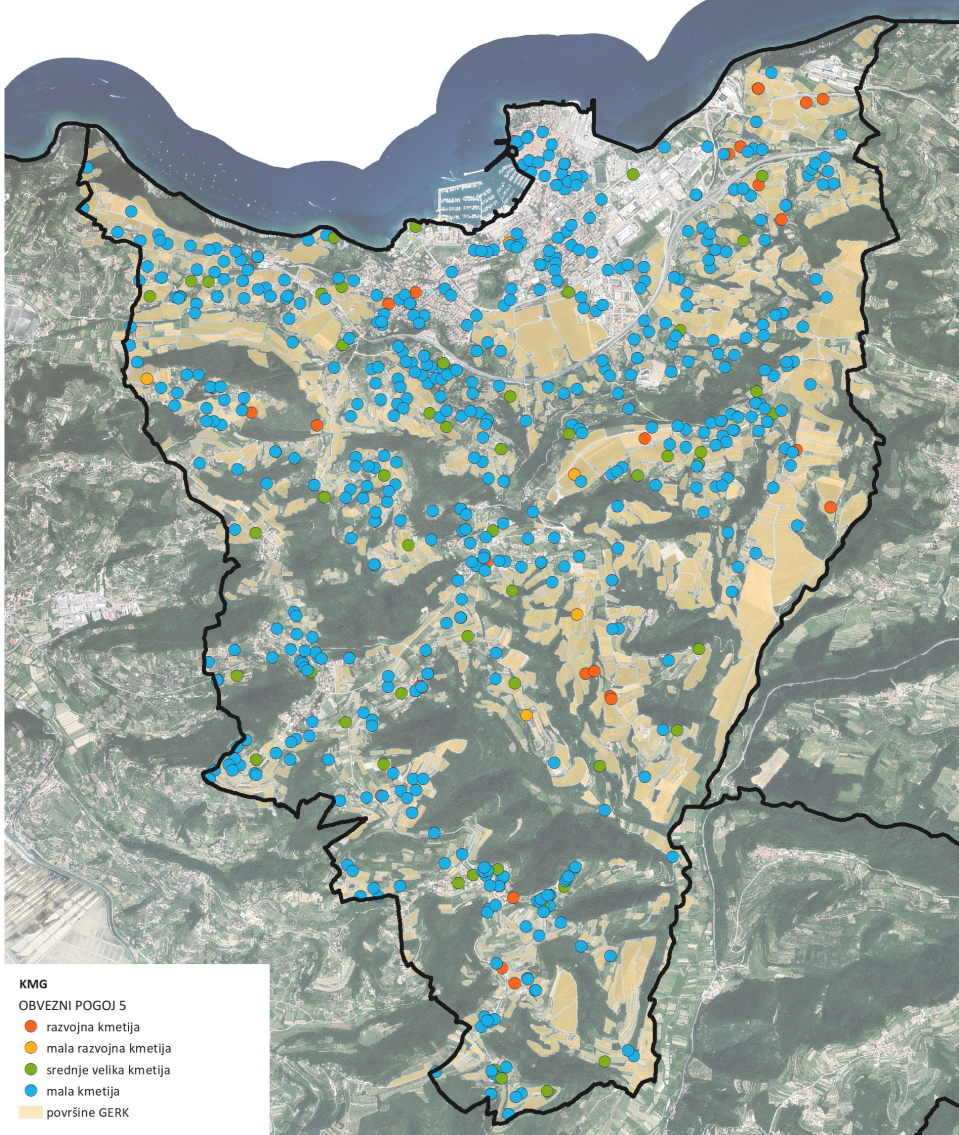 KMG
OBVEZNI POGOJ 5
razvojna kmetija
mala razvojna kmetija
srednje velika kmetija
mala kmetija
površine GERK